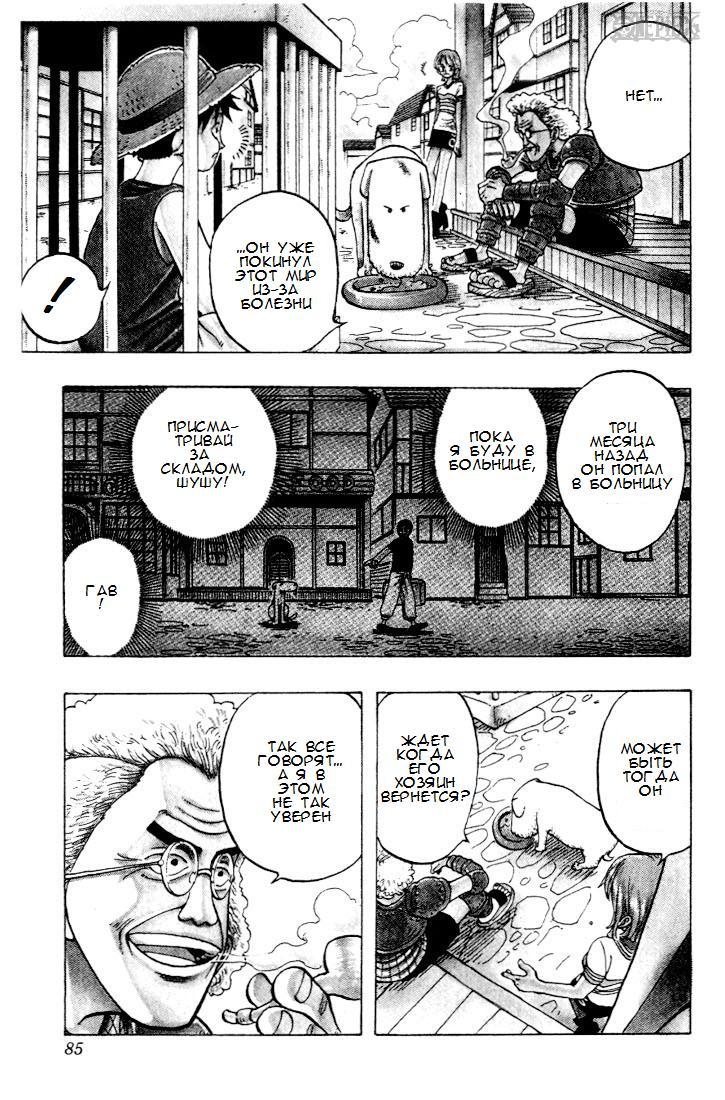 НЕТ...
...ОН УЖЕ
ПОКИНУЛ
ЭТОТ МИР
ИЗ-ЗА
БОЛЕЗНИ
!
ТРИ
МЕСЯЦА
НАЗАД
ОН ПОПАЛ
В БОЛЬНИЦУ
ПОКА
Я БУДУ В
БОЛЬНИЦЕ,
ПРИСМА-
ТРИВАЙ
ЗА
СКЛАДОМ,
ШУШУ!
ГАВ
!
МОЖЕТ
БЫТЬ
ТОГДА
ОН
ЖДЕТ
КОГДА
ЕГО
ХОЗЯИН
ВЕРНЕТСЯ?
ТАК ВСЕ
ГОВОРЯТ...
А Я В
ЭТОМ
НЕ ТАК
УВЕРЕН
85